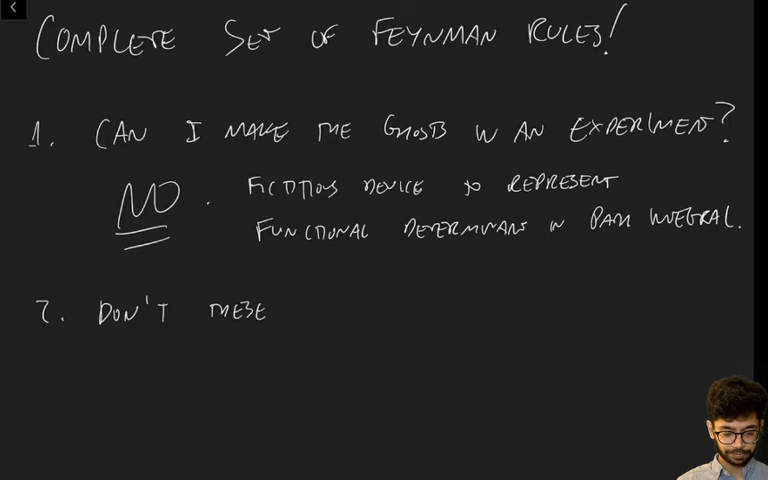 COMPLETE SET OF FEYNMAN RULES!
1. CAN I MAKE THE GHOSTS IN AN EXPERIMENT?
NO. FICTITIOUS DEVICE TO REPRESENT
FUNCTIONAL DETERMINANT IN PATH INTEGRAL.
2. DON'T THESE